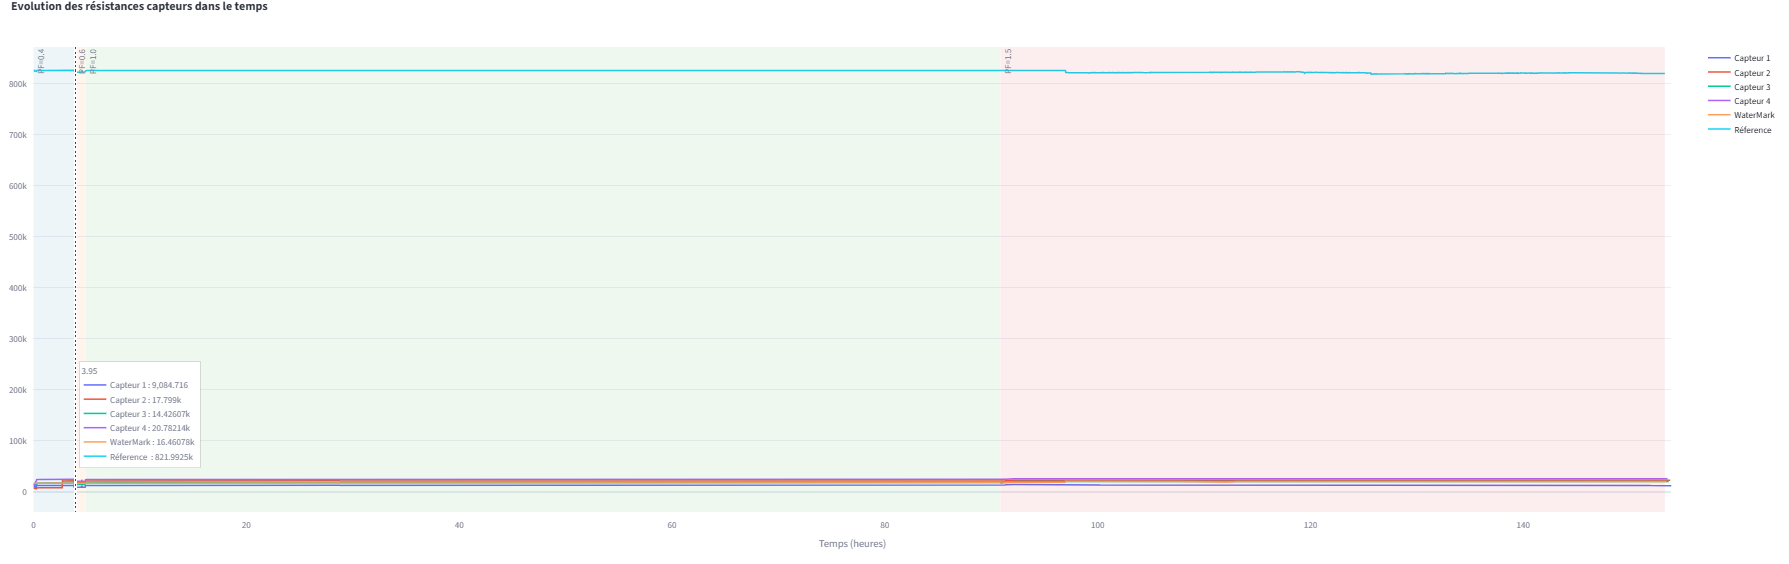 Evolution des résistances capteurs dans le temps
PF=0.4
PF=0.6
PF=1.0
PF=1.5
800k
700k
600k
500k
400k
300k
200k
100k
0
3.95
Capteur 1 : 9,084.716
Capteur 2 : 17.799k
Capteur 3 : 14.42607k
Capteur 4 : 20.78214k
WaterMark : 16.46078k
Réference : 821.9925k
0
20
40
60
80
100
120
140
Temps (heures)
Capteur 1
Capteur 2
Capteur 3
Capteur 4
WaterMark
Réference